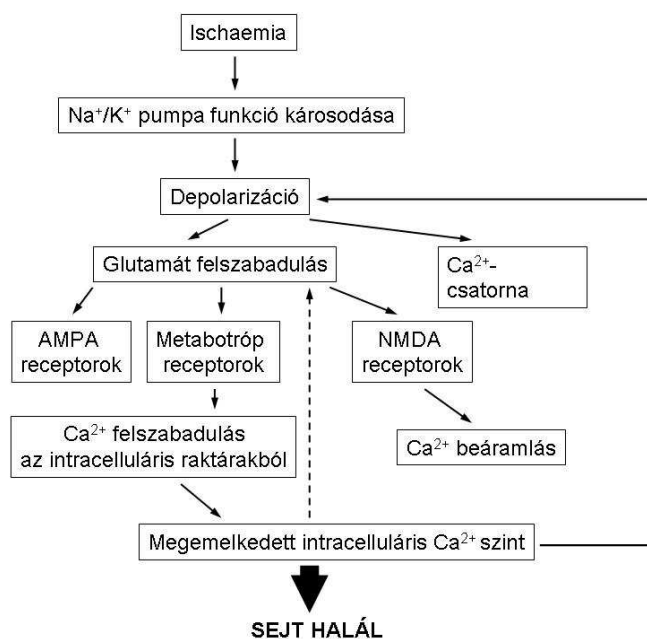 Ischaemia
Na⁺/K⁺ pumpa funkció károsodása
Depolarizáció
Glutamát felszabadulás
Ca²⁺-
csatorna
AMPA
receptorok
Metabotróp
receptorok
NMDA
receptorok
Ca²⁺ felszabadulás
az intracelluláris raktárakból
Ca²⁺ beáramlás
Megemelkedett intracelluláris Ca²⁺ szint
SEJT HALÁL